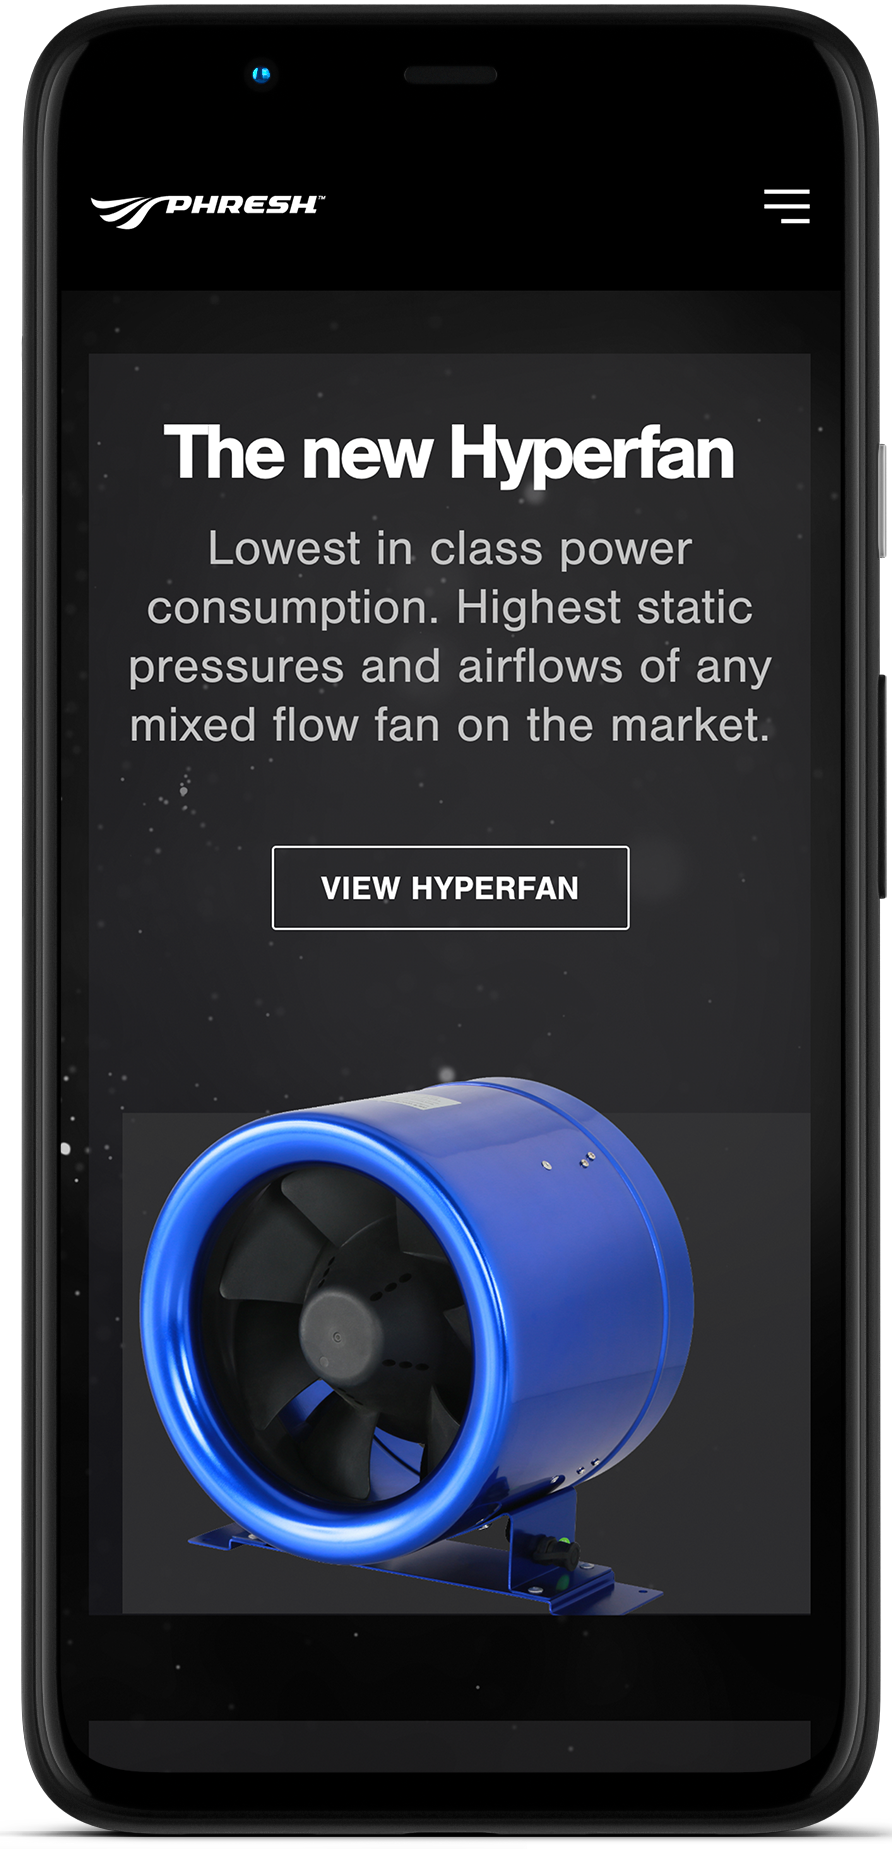 PHRESH™
The new Hyperfan
Lowest in class power
consumption. Highest static
pressures and airflows of any
mixed flow fan on the market.
VIEW HYPERFAN